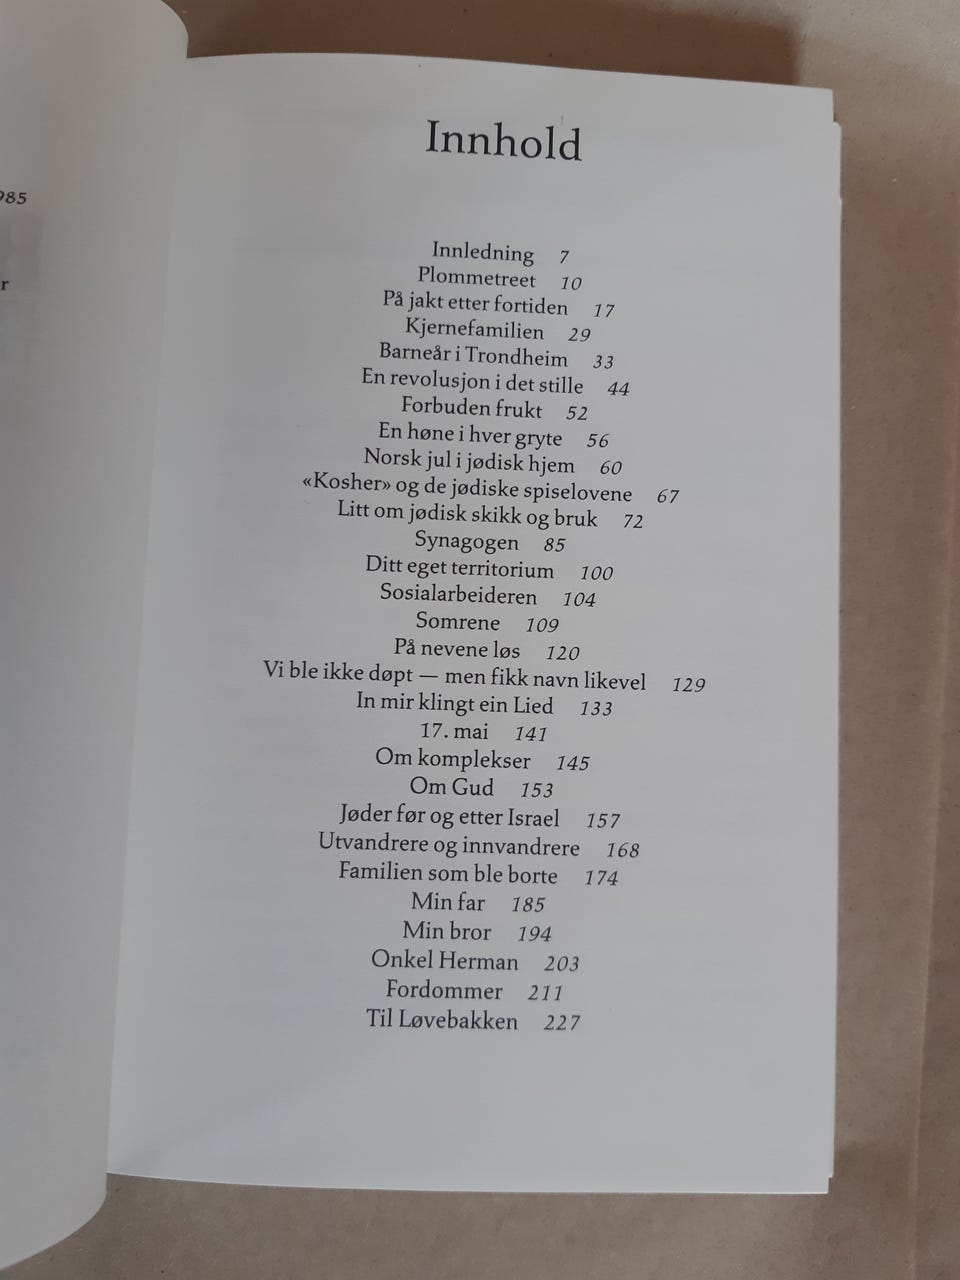 985
r
Innhold
Innledning 7
Plommetreet 10
På jakt etter fortiden 17
Kjernefamilien 29
Barneår i Trondheim 33
En revolusjon i det stille 44
Forbuden frukt 52
En høne i hver gryte 56
Norsk jul i jødisk hjem 60
«Kosher» og de jødiske spiselovene 67
Litt om jødisk skikk og bruk 72
Synagogen 85
Ditt eget territorium 100
Sosialarbeideren 104
Somrene 109
På nevene løs 120
Vi ble ikke døpt — men fikk navn likevel 129
In mir klingt ein Lied 133
17. mai 141
Om komplekser 145
Om Gud 153
Jøder før og etter Israel 157
Utvandrere og innvandrere 168
Familien som ble borte 174
Min far 185
Min bror 194
Onkel Herman 203
Fordommer 211
Til Løvebakken 227